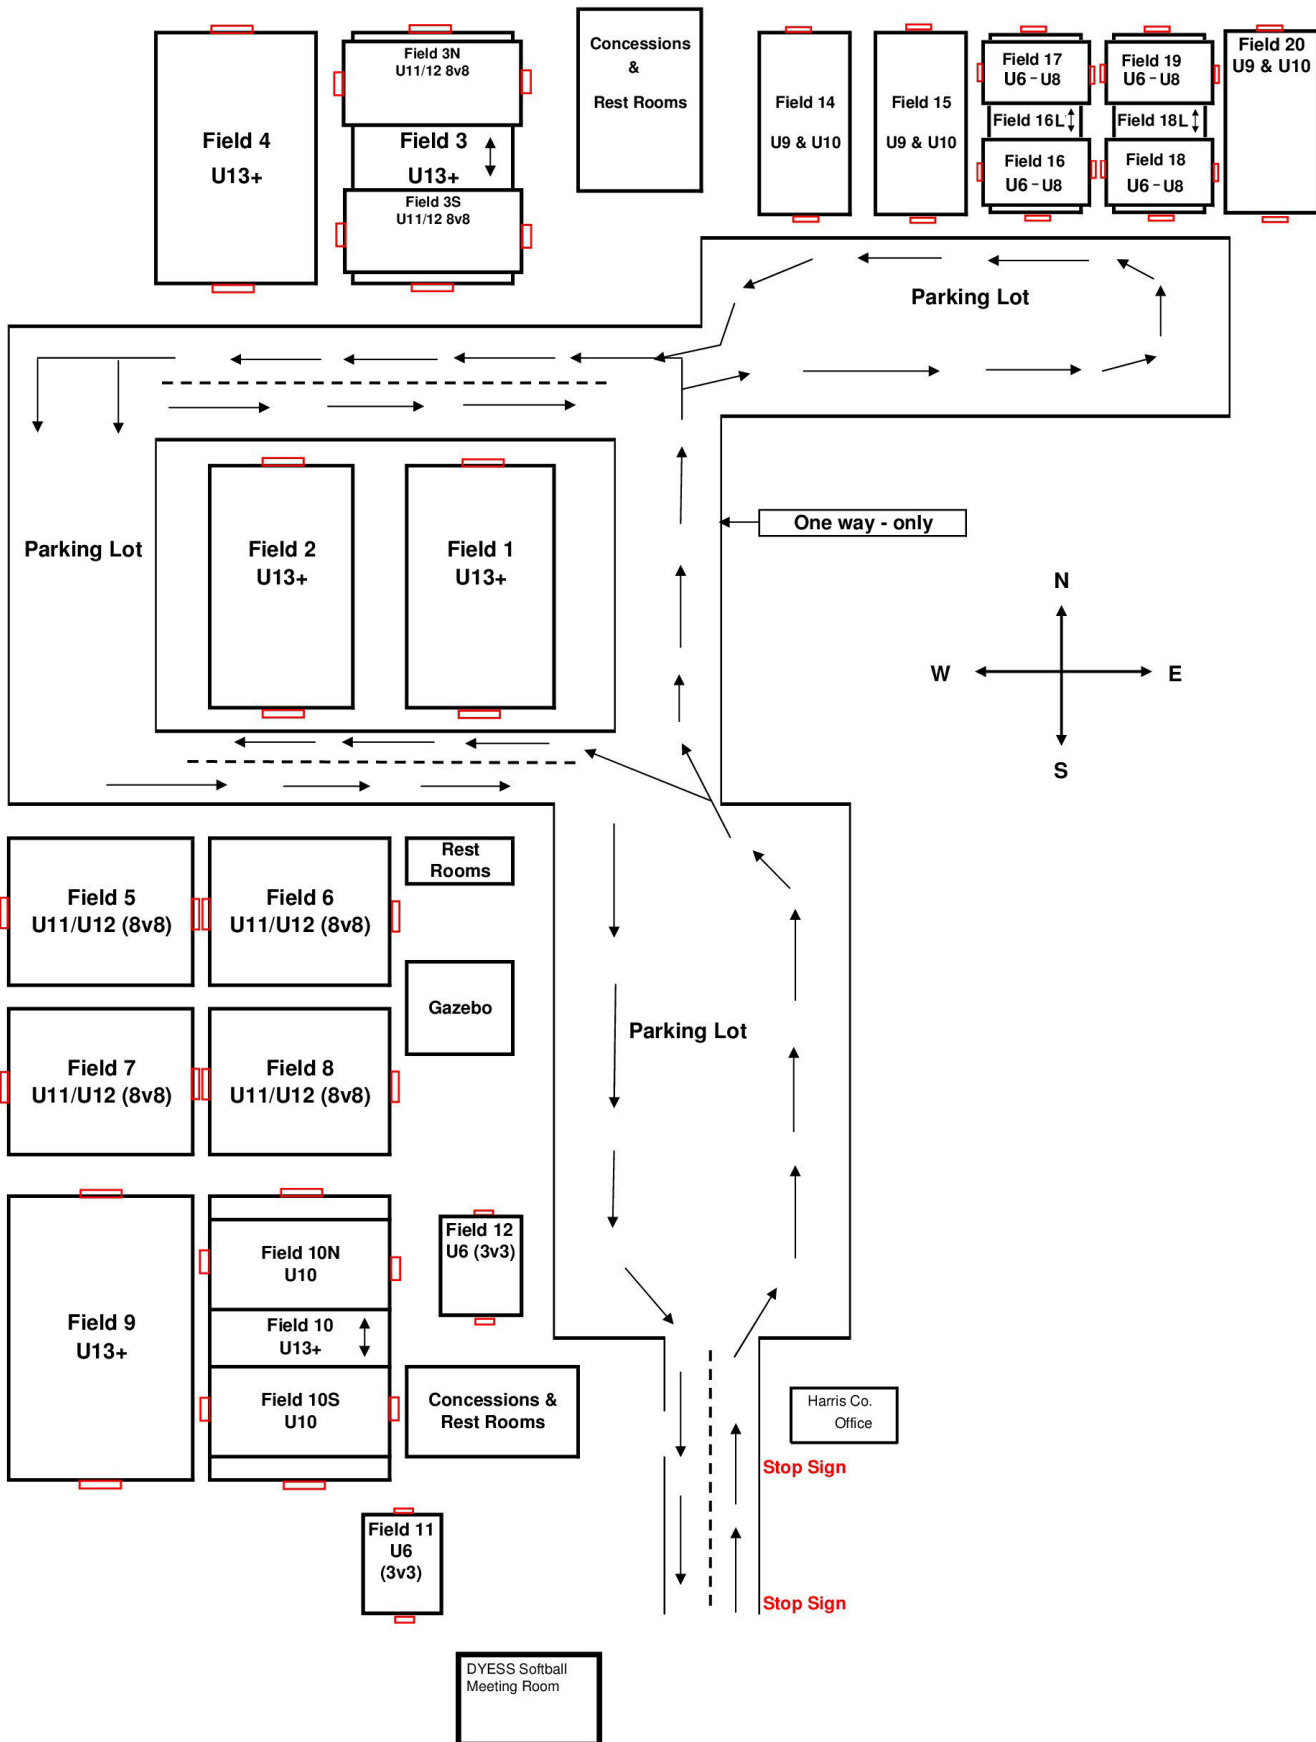 Field 4
U13+
Field 3N
U11/12 8v8
Field 3
U13+
Field 3S
U11/12 8v8
Concessions
&
Rest Rooms
Field 14
U9 & U10
Field 15
U9 & U10
Field 17
U6 - U8
Field 16L
Field 16
U6 - U8
Field 19
U6 - U8
Field 18L
Field 18
U6 - U8
Field 20
U9 & U10
Parking Lot
Parking Lot
Field 2
U13+
Field 1
U13+
One way - only
N
W
E
S
Field 5
U11/U12 (8v8)
Field 6
U11/U12 (8v8)
Rest
Rooms
Field 7
U11/U12 (8v8)
Field 8
U11/U12 (8v8)
Gazebo
Parking Lot
Field 9
U13+
Field 10N
U10
Field 10
U13+
Field 10S
U10
Field 12
U6 (3v3)
Concessions &
Rest Rooms
Harris Co.
Office
Stop Sign
Stop Sign
Field 11
U6
(3v3)
DYESS Softball
Meeting Room